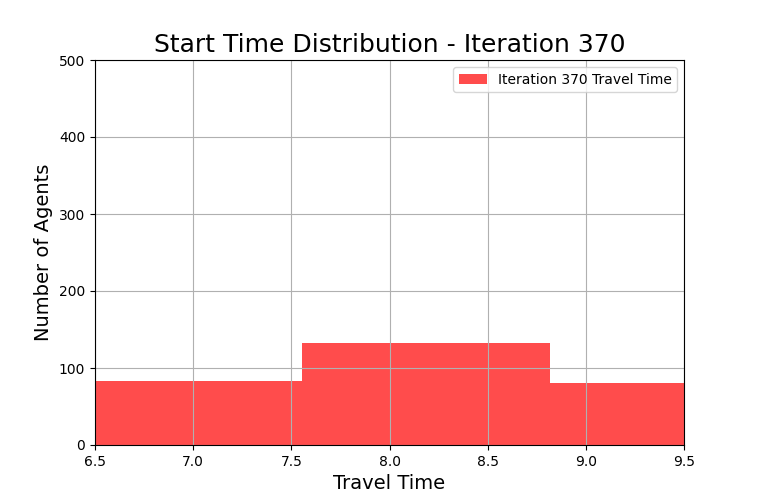 Start Time Distribution - Iteration 370
Iteration 370 Travel Time
Number of Agents
500
400
300
200
100
0
6.5 7.0 7.5 8.0 8.5 9.0 9.5
Travel Time